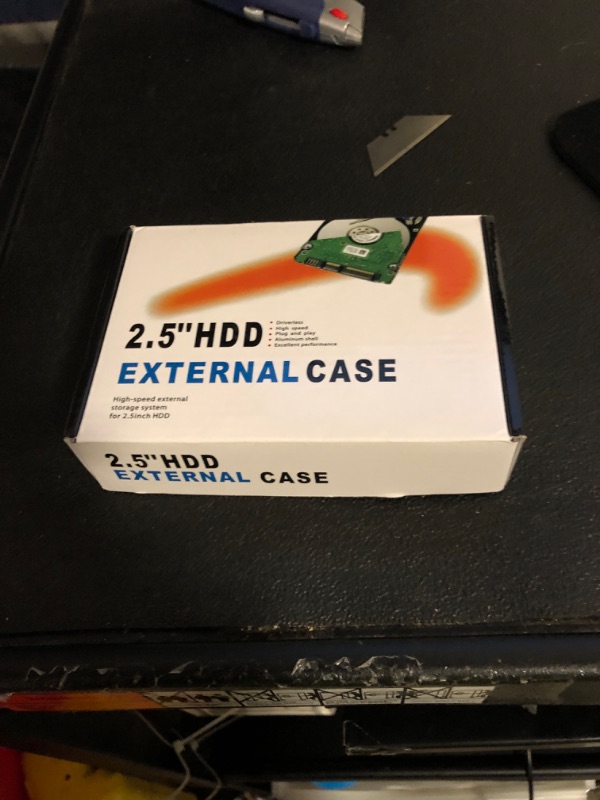 2.5"HDD
• Driverless
• High speed
• Plug and play
• Aluminum shell
• Excellent performance
EXTERNAL CASE
High-speed external
storage system
for 2.5inch HDD
2.5"HDD
EXTERNAL CASE